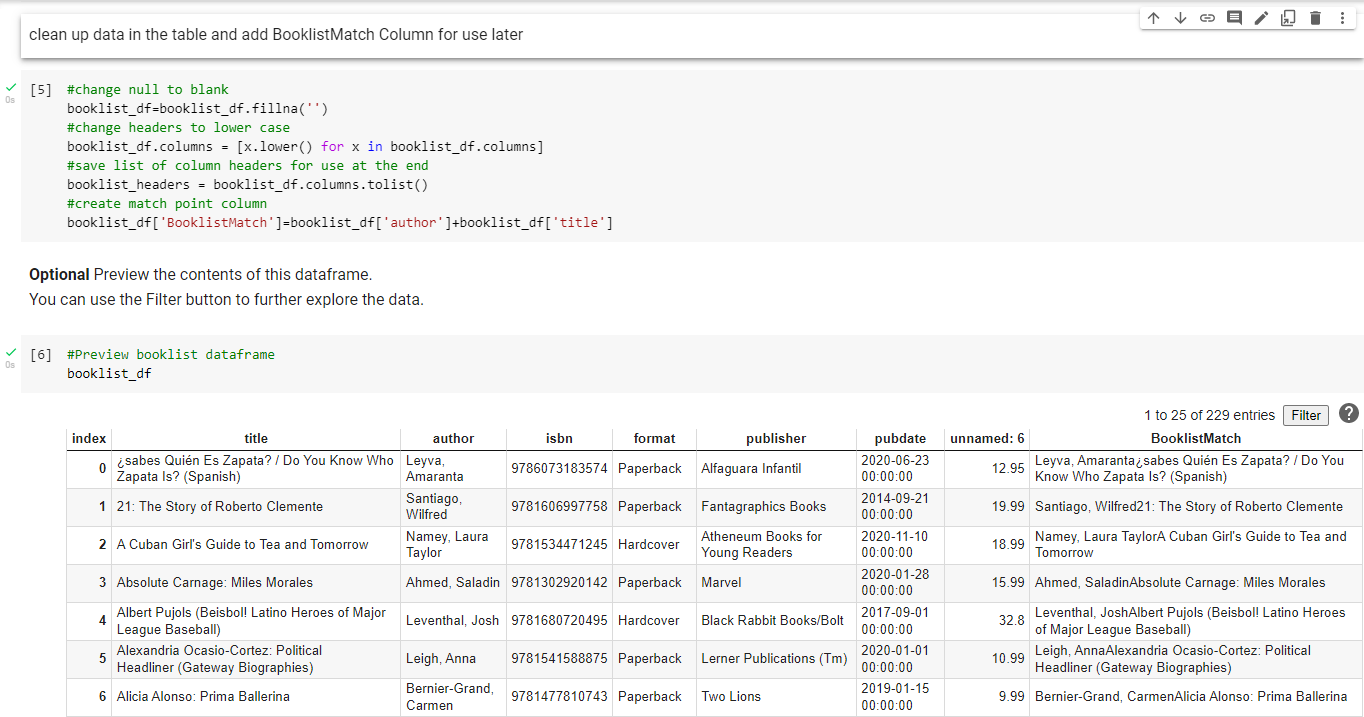 clean up data in the table and add BooklistMatch Column for use later
0s
[5] #change null to blank
booklist_df=booklist_df.fillna('')
#change headers to lower case
booklist_df.columns = [x.lower() for x in booklist_df.columns]
#save list of column headers for use at the end
booklist_headers = booklist_df.columns.tolist()
#create match point column
booklist_df['BooklistMatch']=booklist_df['author']+booklist_df['title']
Optional Preview the contents of this dataframe.
You can use the Filter button to further explore the data.
0s
[6] #Preview booklist dataframe
booklist_df
1 to 25 of 229 entries Filter ?
index title author isbn format publisher pubdate unnamed: 6 BooklistMatch
0 ¿sabes Quién Es Zapata? / Do You Know Who Zapata Is? (Spanish) Leyva, Amaranta 9786073183574 Paperback Alfaguara Infantil 2020-06-23 00:00:00 12.95 Leyva, Amaranta¿sabes Quién Es Zapata? / Do You Know Who Zapata Is? (Spanish)
1 21: The Story of Roberto Clemente Santiago, Wilfred 9781606997758 Paperback Fantagraphics Books 2014-09-21 00:00:00 19.99 Santiago, Wilfred21: The Story of Roberto Clemente
2 A Cuban Girl's Guide to Tea and Tomorrow Namey, Laura Taylor 9781534471245 Hardcover Atheneum Books for Young Readers 2020-11-10 00:00:00 18.99 Namey, Laura TaylorA Cuban Girl's Guide to Tea and Tomorrow
3 Absolute Carnage: Miles Morales Ahmed, Saladin 9781302920142 Paperback Marvel 2020-01-28 00:00:00 15.99 Ahmed, SaladinAbsolute Carnage: Miles Morales
4 Albert Pujols (Beisbol! Latino Heroes of Major League Baseball) Leventhal, Josh 9781680720495 Hardcover Black Rabbit Books/Bolt 2017-09-01 00:00:00 32.8 Leventhal, JoshAlbert Pujols (Beisbol! Latino Heroes of Major League Baseball)
5 Alexandria Ocasio-Cortez: Political Headliner (Gateway Biographies) Leigh, Anna 9781541588875 Paperback Lerner Publications (Tm) 2020-01-01 00:00:00 10.99 Leigh, AnnaAlexandria Ocasio-Cortez: Political Headliner (Gateway Biographies)
6 Alicia Alonso: Prima Ballerina Bernier-Grand, Carmen 9781477810743 Paperback Two Lions 2019-01-15 00:00:00 9.99 Bernier-Grand, CarmenAlicia Alonso: Prima Ballerina